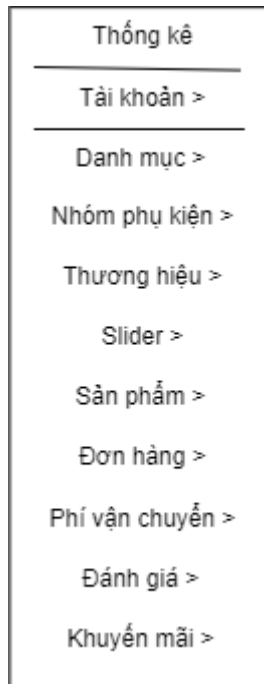 Thống kê
Tài khoản >
Danh mục >
Nhóm phụ kiện >
Thương hiệu >
Slider >
Sản phẩm >
Đơn hàng >
Phí vận chuyển >
Đánh giá >
Khuyến mãi >